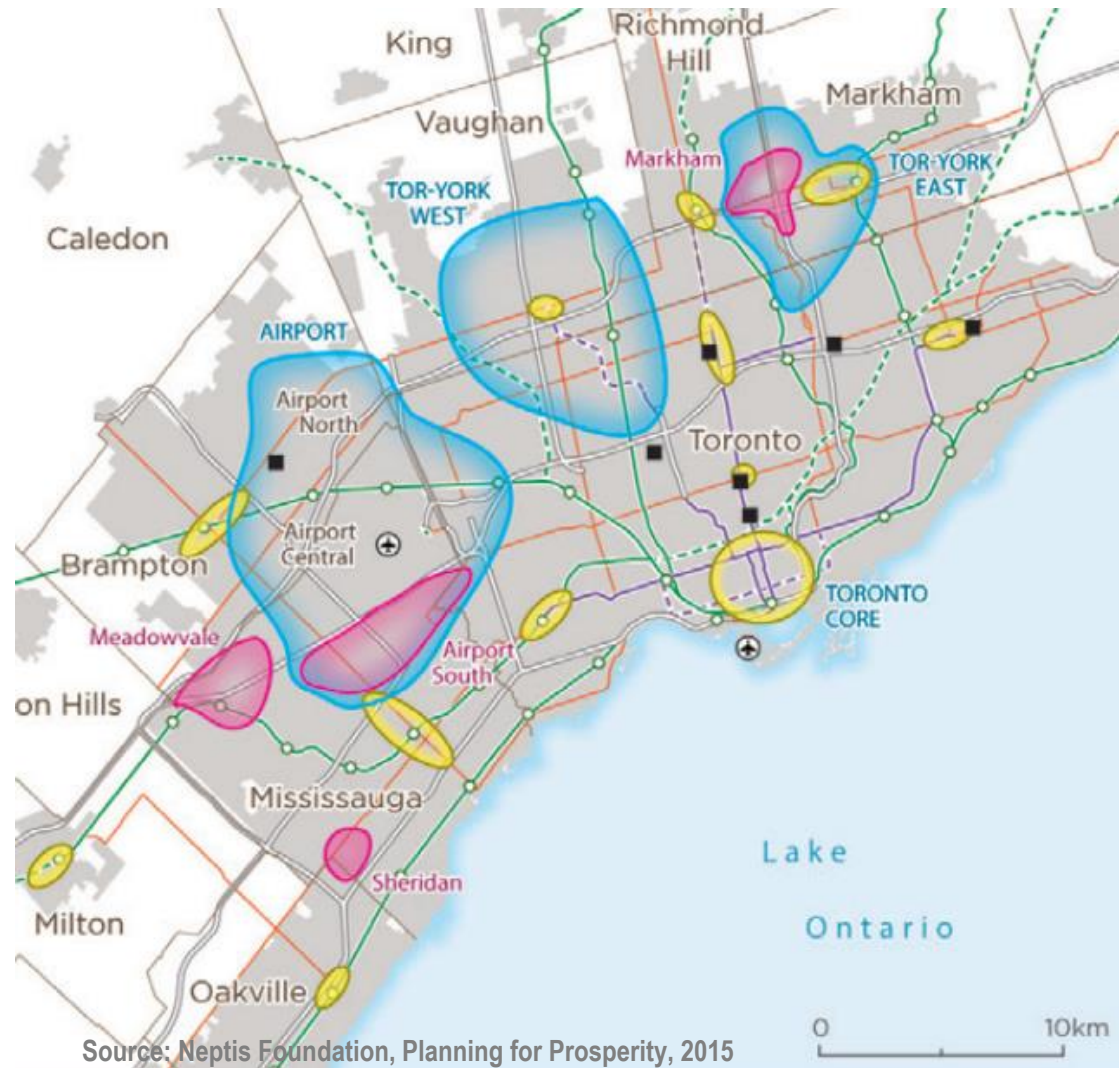 Richmond
Hill
King
Markham
Vaughan
Markham
TOR-YORK
EAST
TOR-YORK
WEST
Caledon
AIRPORT
Airport
North
Toronto
Airport
Central
Brampton
TORONTO
CORE
Meadowvale
Airport
South
on Hills
Mississauga
Lake
Sheridan
Milton
Ontario
Oakville
0
10km
Source: Neptis Foundation, Planning for Prosperity, 2015